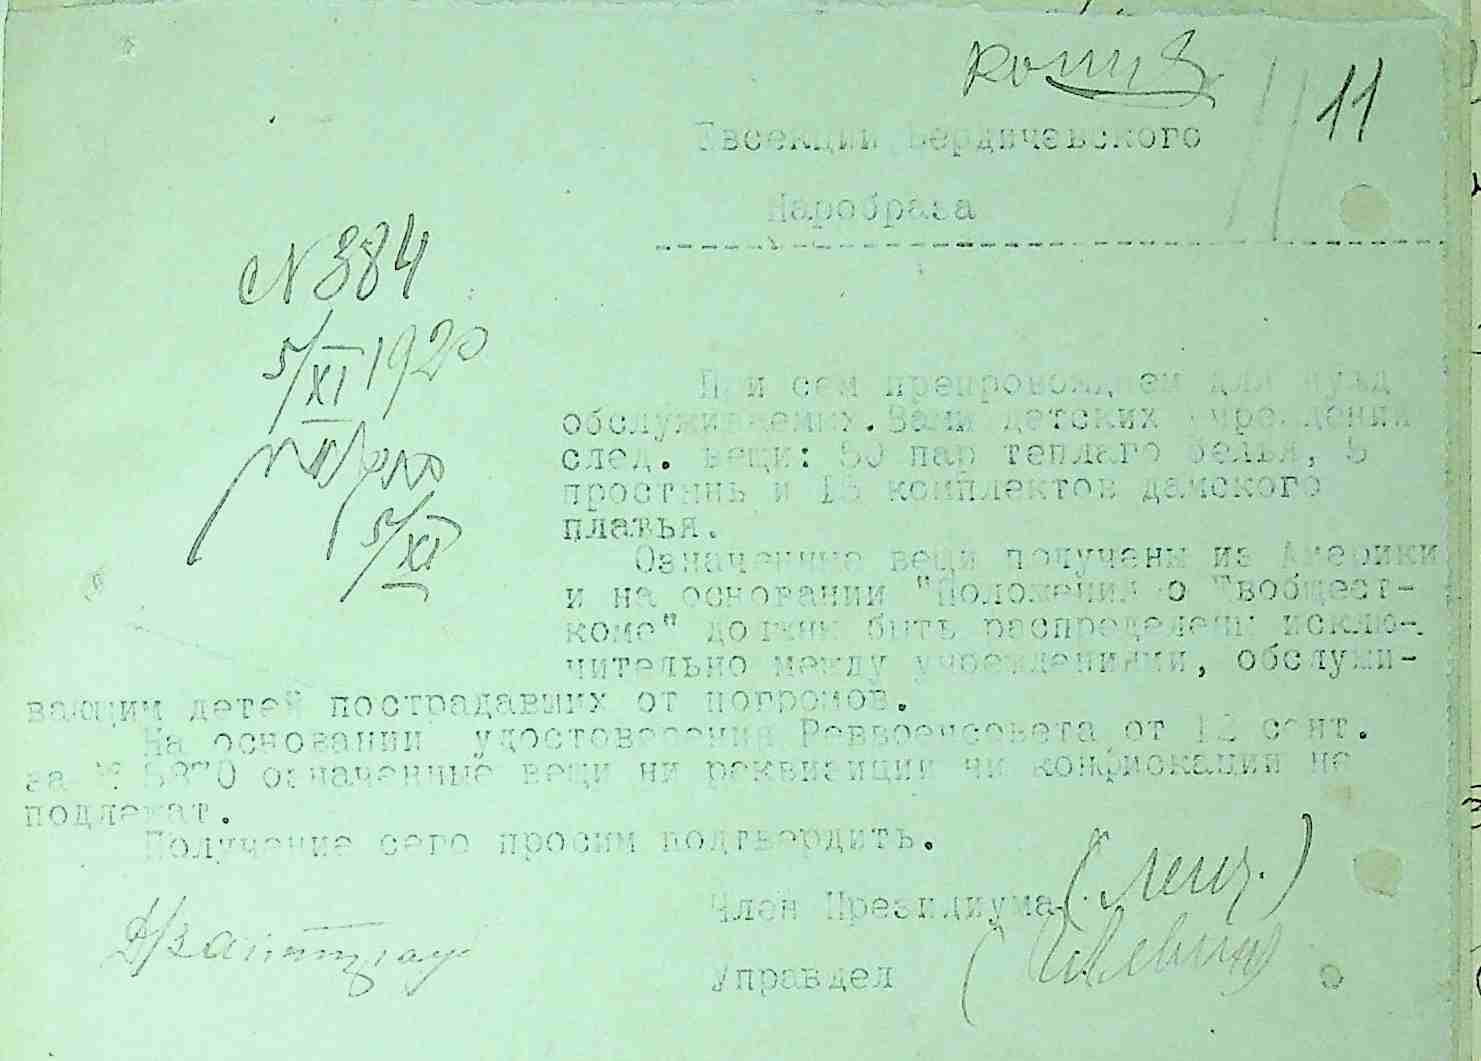 копия
11
Евсекции Бердичевского
Наробраза
№ 384
5/XI 1920
5/XI
При сем препровождаем для нужд
обслуживаемых Вами детских учреждений
след. вещи: 50 пар теплаго белья, 5
простынь и 15 комплектов дамского
платья.
Означенные вещи получены из Америки
и на основании "Положения о Евобщест-
коме" должны быть распределены исклю-
чительно между учреждениями, обслужи-
вающим детей пострадавших от погромов.
На основании удостоверения Реввоенсовета от 12 сент.
за № 5870 означенные вещи ни реквизиции ни конфискации не
подлежат.
Получение сего просим подтвердить.
Член Президиума (Ленц.)
Управдел (